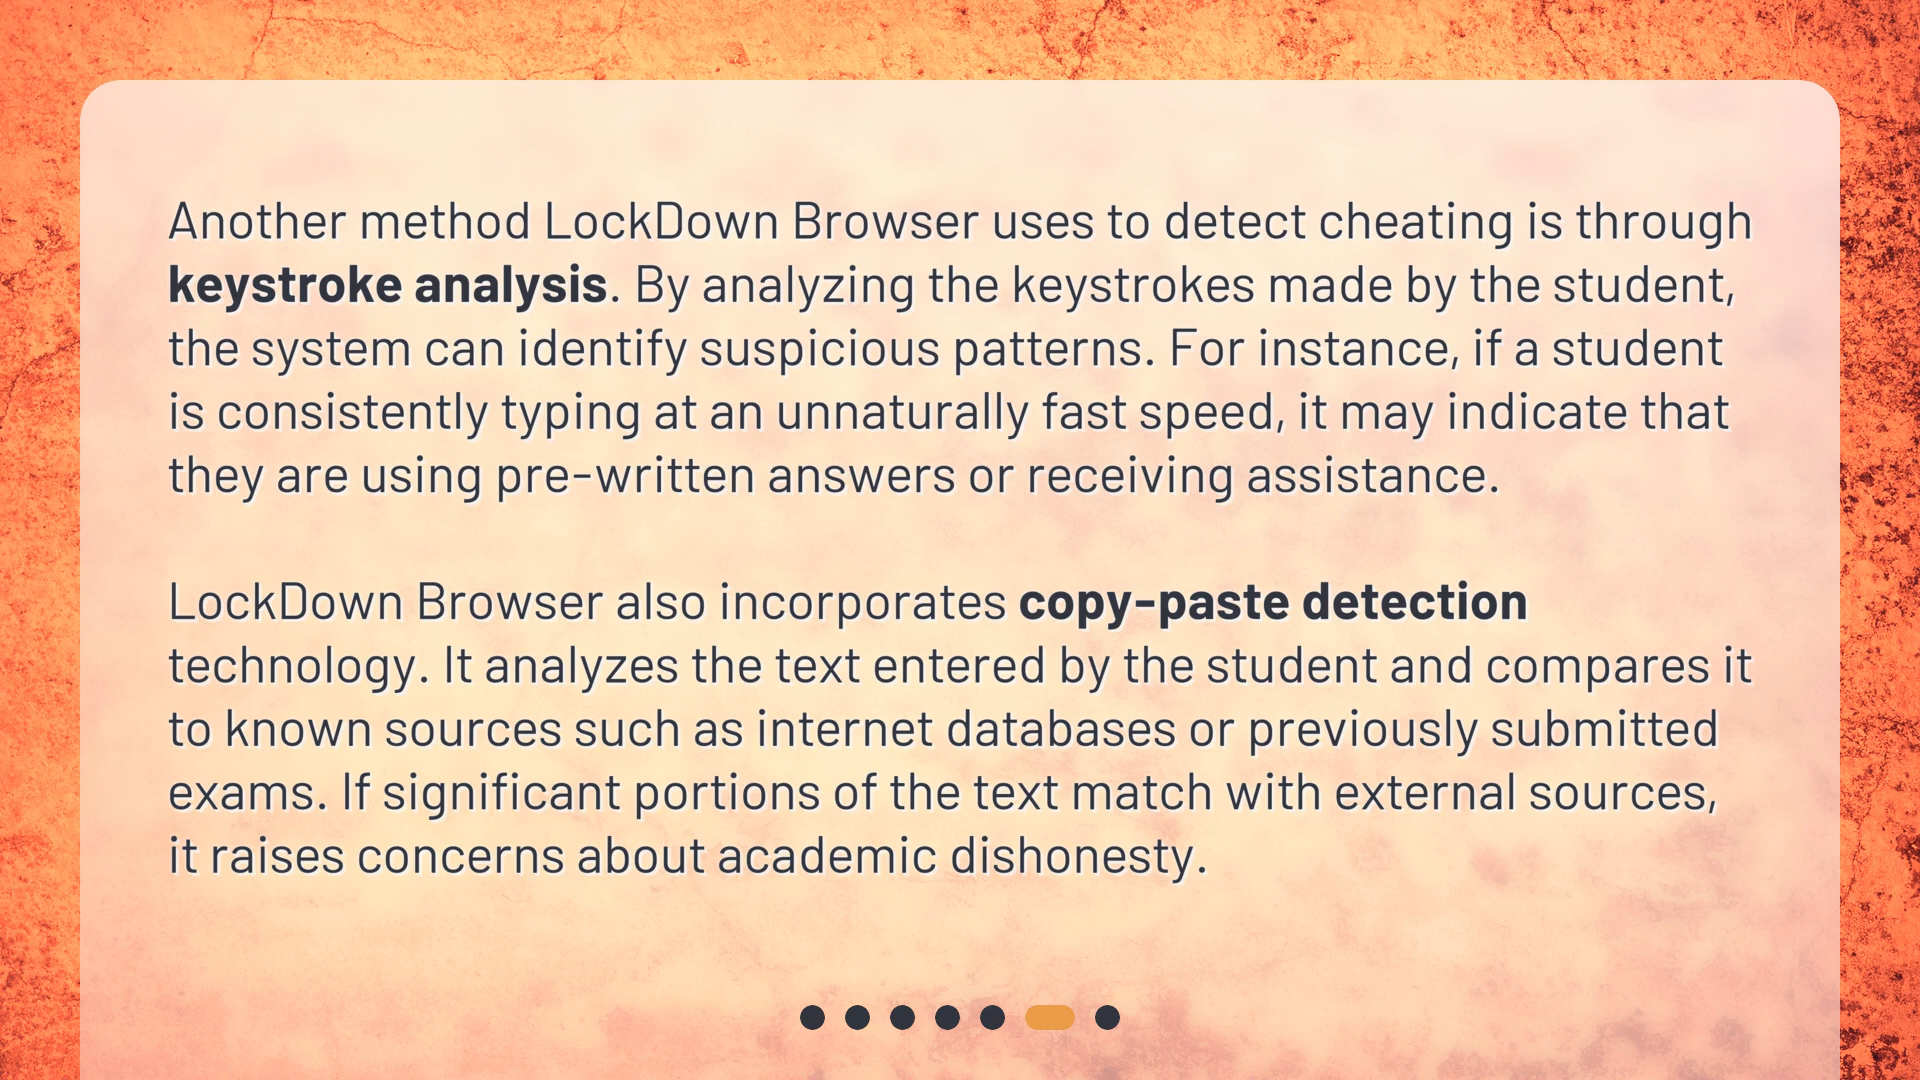 Another method LockDown Browser uses to detect cheating is through
keystroke analysis. By analyzing the keystrokes made by the student,
the system can identify suspicious patterns. For instance, if a student
is consistently typing at an unnaturally fast speed, it may indicate that
they are using pre-written answers or receiving assistance.
LockDown Browser also incorporates copy-paste detection
technology. It analyzes the text entered by the student and compares it
to known sources such as internet databases or previously submitted
exams. If significant portions of the text match with external sources,
it raises concerns about academic dishonesty.